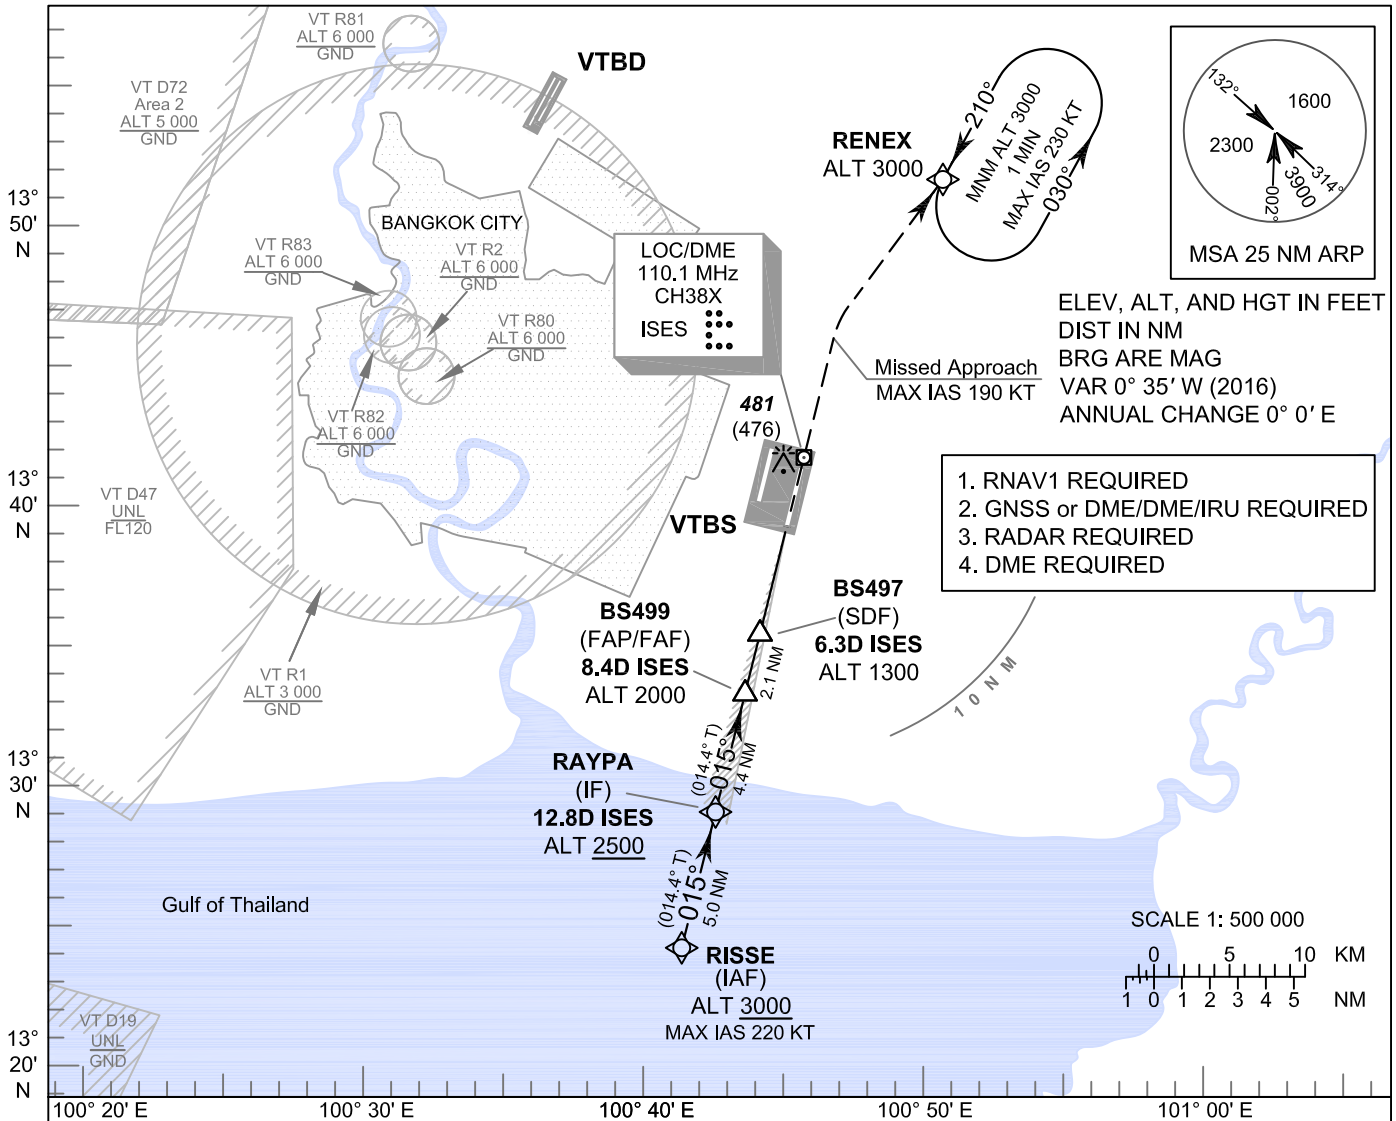 VT R81
ALT 6 000
GND
VTBD
VT D72
Area 2
ALT 5 000
GND
210°
MNM ALT 3000
1 MIN
MAX IAS 230 KT
030°
RENEX
ALT 3000
132°
1600
2300
3900
314°
002°
MSA 25 NM ARP
13°
50'
N
BANGKOK CITY
VT R83
ALT 6 000
GND
VT R2
ALT 6 000
GND
VT R80
ALT 6 000
GND
VT R82
ALT 6 000
GND
LOC/DME
110.1 MHz
CH38X
ISES
ELEV, ALT, AND HGT IN FEET
DIST IN NM
BRG ARE MAG
VAR 0° 35' W (2016)
ANNUAL CHANGE 0° 0' E
Missed Approach
MAX IAS 190 KT
481
(476)
13°
40'
N
VT D47
UNL
FL120
VTBS
1. RNAV1 REQUIRED
2. GNSS or DME/DME/IRU REQUIRED
3. RADAR REQUIRED
4. DME REQUIRED
BS497
(SDF)
6.3D ISES
ALT 1300
BS499
(FAP/FAF)
8.4D ISES
ALT 2000
2.1 NM
10 NM
VT R1
ALT 3 000
GND
13°
30'
N
RAYPA
(IF)
12.8D ISES
ALT 2500
(014.4° T)
015°
4.4 NM
(014.4° T)
015°
5.0 NM
Gulf of Thailand
RISSE
(IAF)
ALT 3000
MAX IAS 220 KT
SCALE 1: 500 000
0 5 10 KM
1 0 1 2 3 4 5 NM
VT D19
UNL
GND
13°
20'
N
100° 20' E 100° 30' E 100° 40' E 100° 50' E 101° 00' E